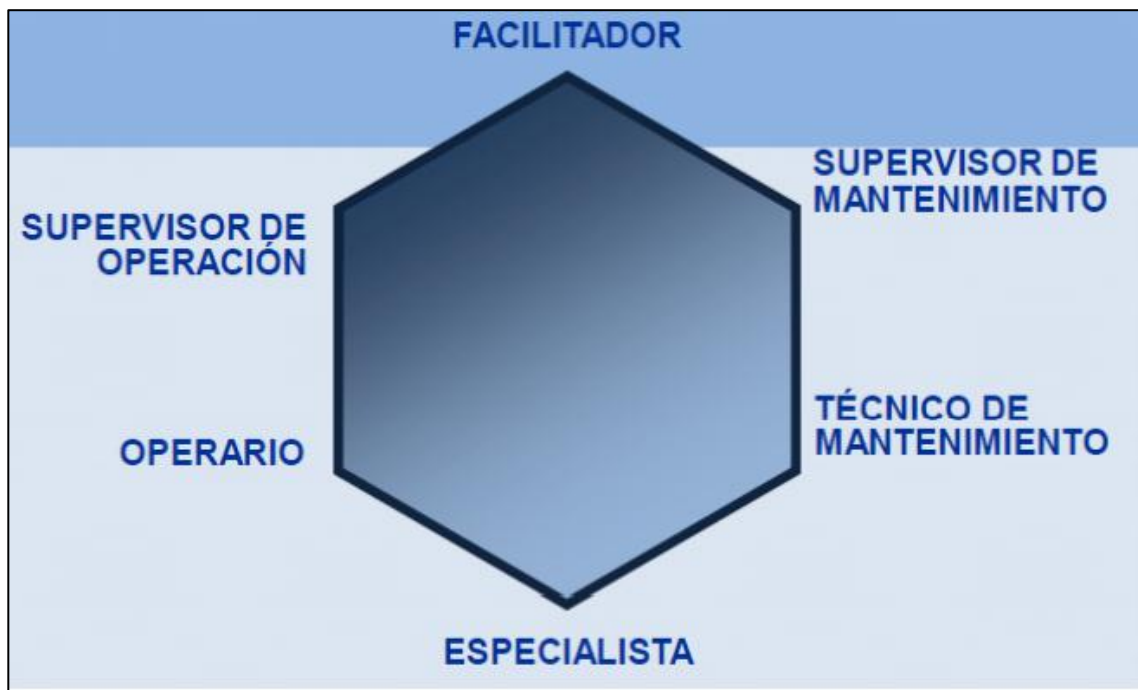 FACILITADOR
SUPERVISOR DE
MANTENIMIENTO
SUPERVISOR DE
OPERACIÓN
TÉCNICO DE
MANTENIMIENTO
OPERARIO
ESPECIALISTA